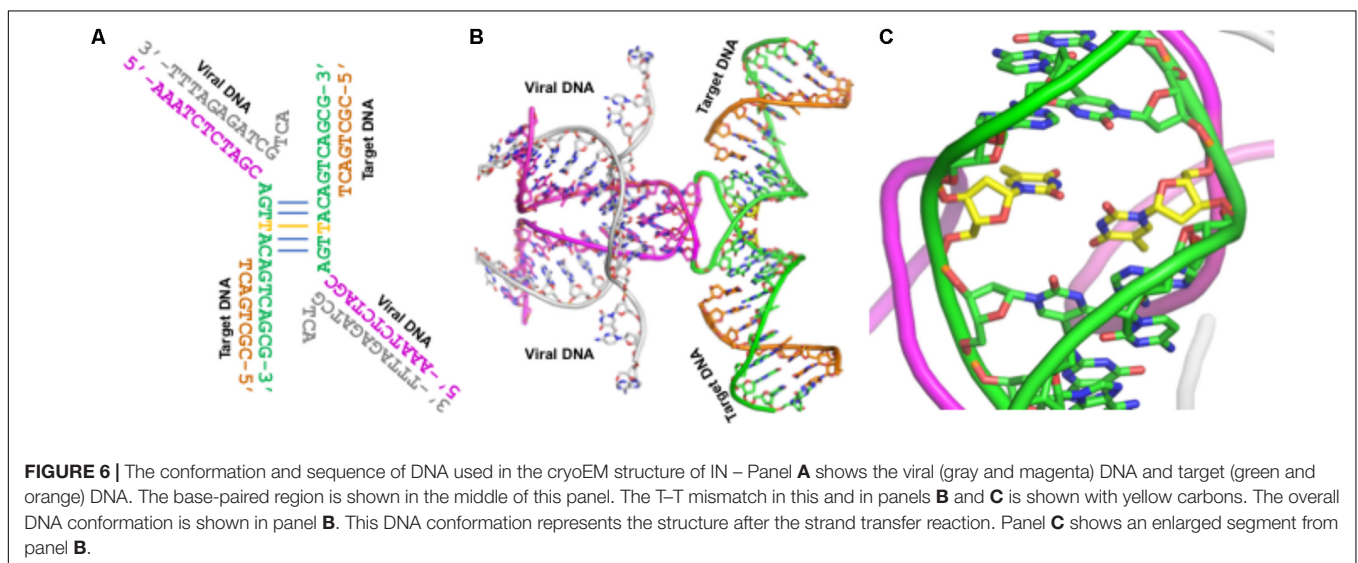 A
B
C
3′-TTTAGAGATCG
TCA
Viral DNA
5′-AAATCTCTAGC
AGTTACAGTCAGCG-3′
TCAGTCGC-5′
Target DNA
AGTTACAGTCAGCG-3′
TCAGTCGC-5′
Target DNA
5′-AAATCTCTAGC
Viral DNA
3′-TTTAGAGATCG
TCA
Viral DNA
Viral DNA
Target DNA
Target DNA
FIGURE 6 | The conformation and sequence of DNA used in the cryoEM structure of IN – Panel A shows the viral (gray and magenta) DNA and target (green and
orange) DNA. The base-paired region is shown in the middle of this panel. The T–T mismatch in this and in panels B and C is shown with yellow carbons. The overall
DNA conformation is shown in panel B. This DNA conformation represents the structure after the strand transfer reaction. Panel C shows an enlarged segment from
panel B.